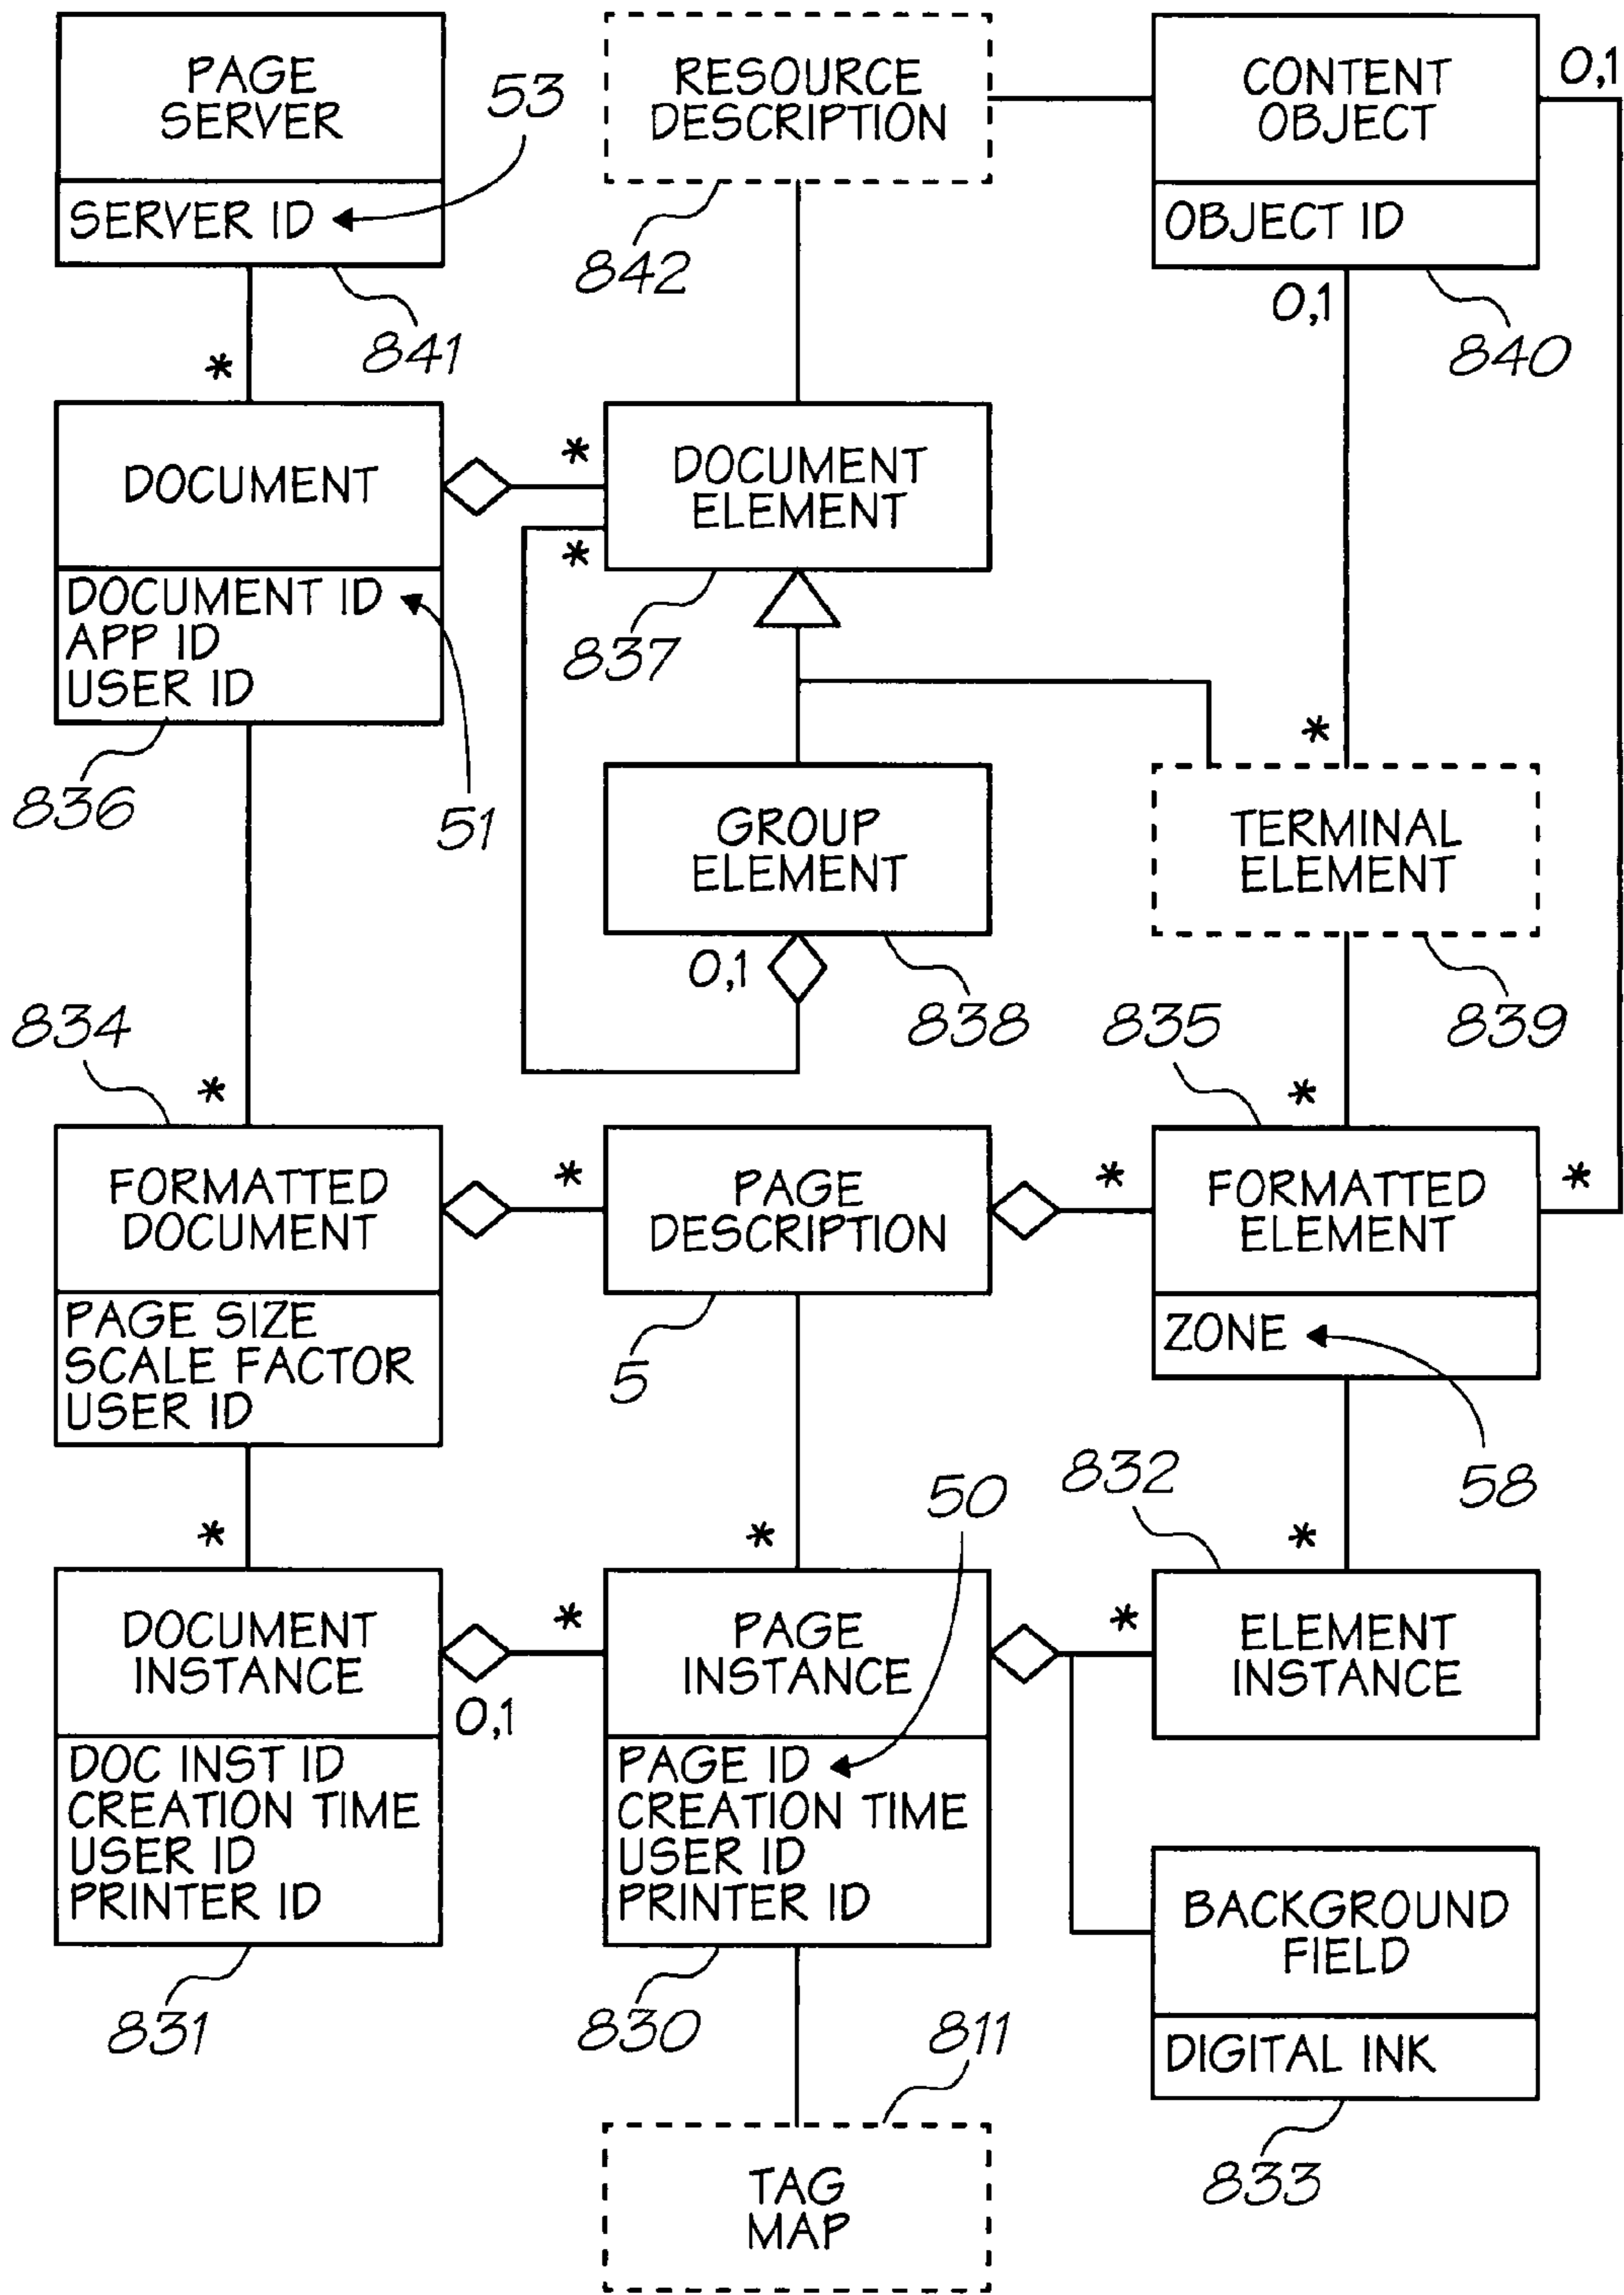 PAGE
SERVER
SERVER ID
53
841
RESOURCE
DESCRIPTION
842
CONTENT
OBJECT
OBJECT ID
0,1
0,1
840
*
DOCUMENT
DOCUMENT ID
APP ID
USER ID
836
51
*
*
DOCUMENT
ELEMENT
837
GROUP
ELEMENT
0,1
838
*
TERMINAL
ELEMENT
839
834
*
FORMATTED
DOCUMENT
PAGE SIZE
SCALE FACTOR
USER ID
*
PAGE
DESCRIPTION
5
835
*
*
*
FORMATTED
ELEMENT
ZONE
58
*
DOCUMENT
INSTANCE
0,1
DOC INST ID
CREATION TIME
USER ID
PRINTER ID
831
50
*
*
PAGE
INSTANCE
PAGE ID
CREATION TIME
USER ID
PRINTER ID
830
832
*
*
ELEMENT
INSTANCE
BACKGROUND
FIELD
DIGITAL INK
833
811
TAG
MAP